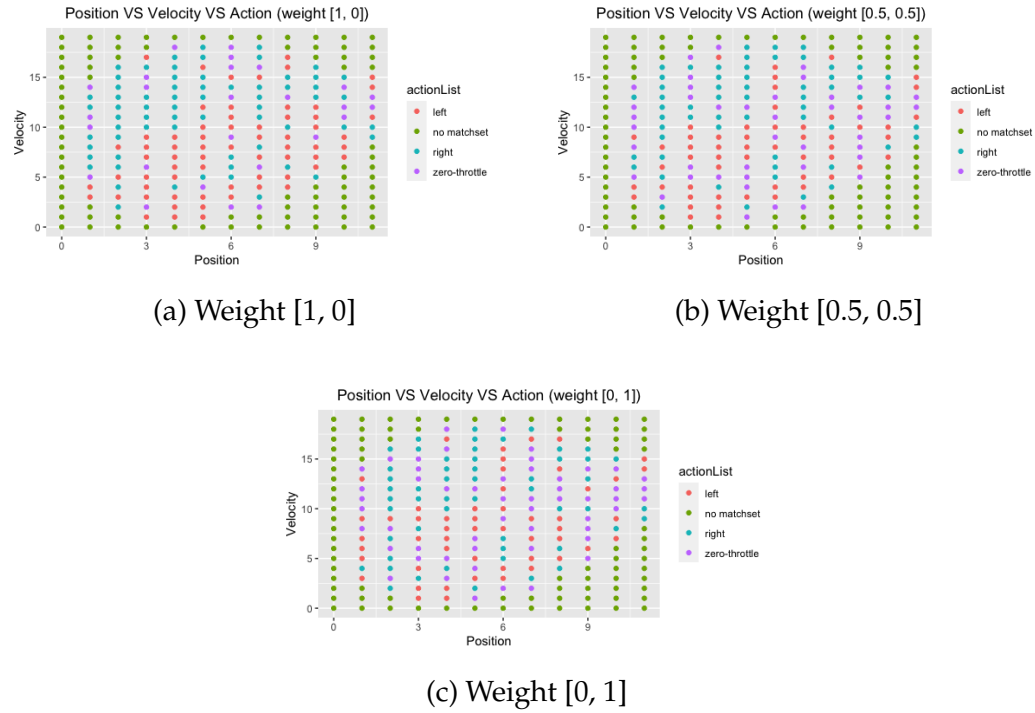 Position VS Velocity VS Action (weight [1, 0])
15
10
5
0
Velocity
0 3 6 9
Position
actionList
left
no matchset
right
zero-throttle
(a) Weight [1, 0]
Position VS Velocity VS Action (weight [0.5, 0.5])
15
10
5
0
Velocity
0 3 6 9
Position
actionList
left
no matchset
right
zero-throttle
(b) Weight [0.5, 0.5]
Position VS Velocity VS Action (weight [0, 1])
15
10
5
0
Velocity
0 3 6 9
Position
actionList
left
no matchset
right
zero-throttle
(c) Weight [0, 1]